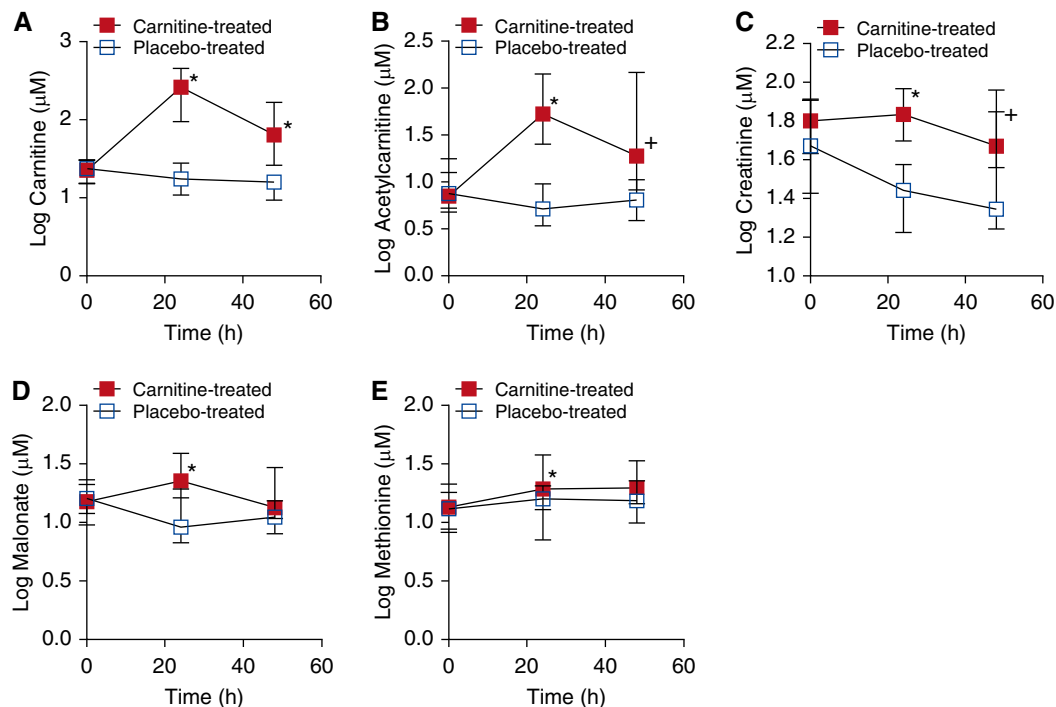 A
Carnitine-treated
Placebo-treated
3
2
1
0
Log Carnitine (μM)
*
*
0 20 40 60
Time (h)
B
Carnitine-treated
Placebo-treated
2.5
2.0
1.5
1.0
0.5
0.0
Log Acetylcarnitine (μM)
*
+
0 20 40 60
Time (h)
C
Carnitine-treated
Placebo-treated
2.2
2.0
1.8
1.6
1.4
1.2
1.0
Log Creatinine (μM)
*
+
0 20 40 60
Time (h)
D
Carnitine-treated
Placebo-treated
2.0
1.5
1.0
0.5
0.0
Log Malonate (μM)
*
0 20 40 60
Time (h)
E
Carnitine-treated
Placebo-treated
2.0
1.5
1.0
0.5
0.0
Log Methionine (μM)
*
0 20 40 60
Time (h)